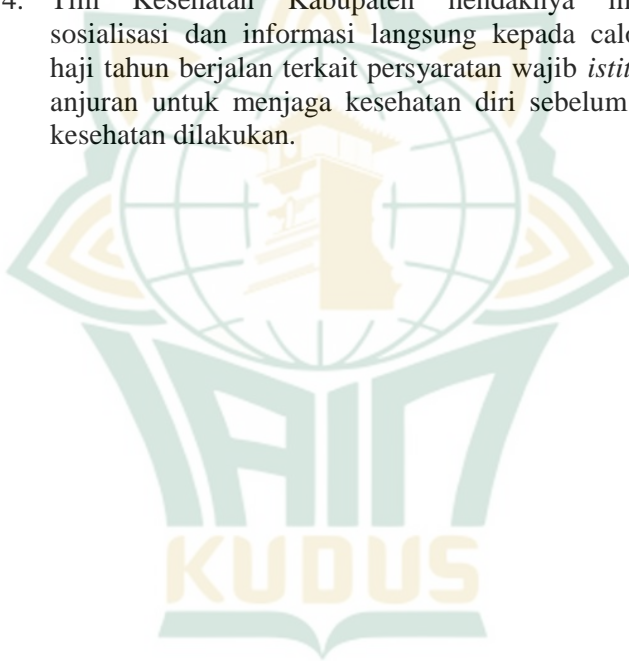 4. Tim Kesehatan Kabupaten hendaknya
sosialisasi dan informasi langsung kepada
haji tahun berjalan terkait persyaratan wajib
anjuran untuk menjaga kesehatan diri sebelum
kesehatan dilakukan.
IAIN
KUDUS